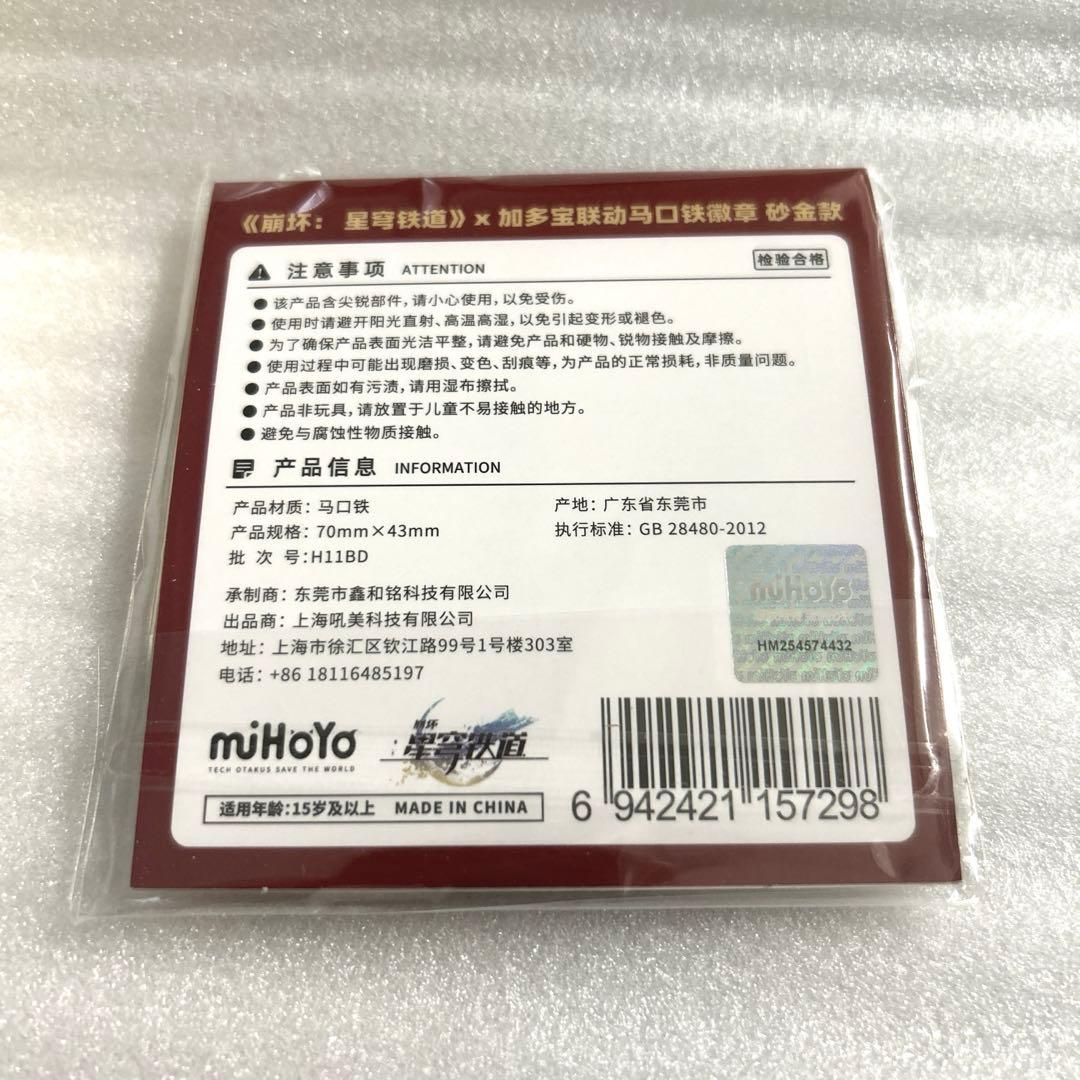 《崩坏：星穹铁道》x 加多宝联动马口铁徽章 砂金款
注意事项 ATTENTION
检验合格
● 该产品含尖锐部件，请小心使用，以免受伤。
● 使用时请避开阳光直射、高温高湿，以免引起变形或褪色。
● 为了确保产品表面光洁平整，请避免产品和硬物、锐物接触及摩擦。
● 使用过程中可能出现磨损、变色、刮痕等，为产品的正常损耗，非质量问题。
● 产品表面如有污渍，请用湿布擦拭。
● 产品非玩具，请放置于儿童不易接触的地方。
● 避免与腐蚀性物质接触。
产品信息 INFORMATION
产品材质：马口铁
产地：广东省东莞市
产品规格：70mm×43mm
执行标准：GB 28480-2012
批 次 号：H11BD
承制商：东莞市鑫和铭科技有限公司
出品商：上海吼美科技有限公司
地址：上海市徐汇区钦江路99号1号楼303室
电话：+86 18116485197
miHoYo
HM254574432
miHoYo
TECH OTAKUS SAVE THE WORLD
崩坏
：星穹铁道
适用年龄：15岁及以上 MADE IN CHINA
6 942421 157298